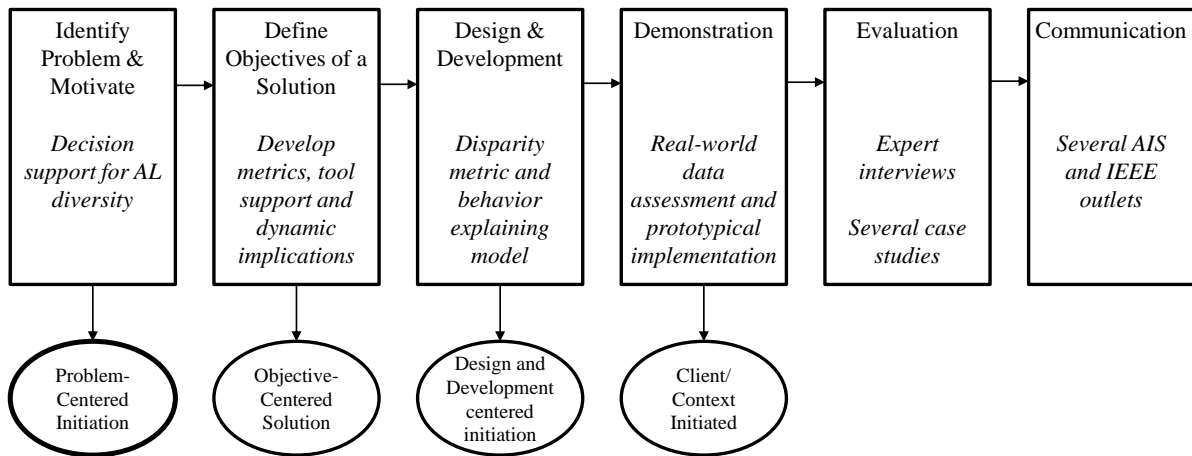 Identify
Problem &
Motivate
Decision
support for AL
diversity
Define
Objectives of a
Solution
Develop
metrics, tool
support and
dynamic
implications
Design &
Development
Disparity
metric and
behavior
explaining
model
Demonstration
Real-world
data
assessment and
prototypical
implementation
Evaluation
Expert
interviews
Several case
studies
Communication
Several AIS
and IEEE
outlets
Problem-
Centered
Initiation
Objective-
Centered
Solution
Design and
Development
centered
initiation
Client/
Context
Initiated